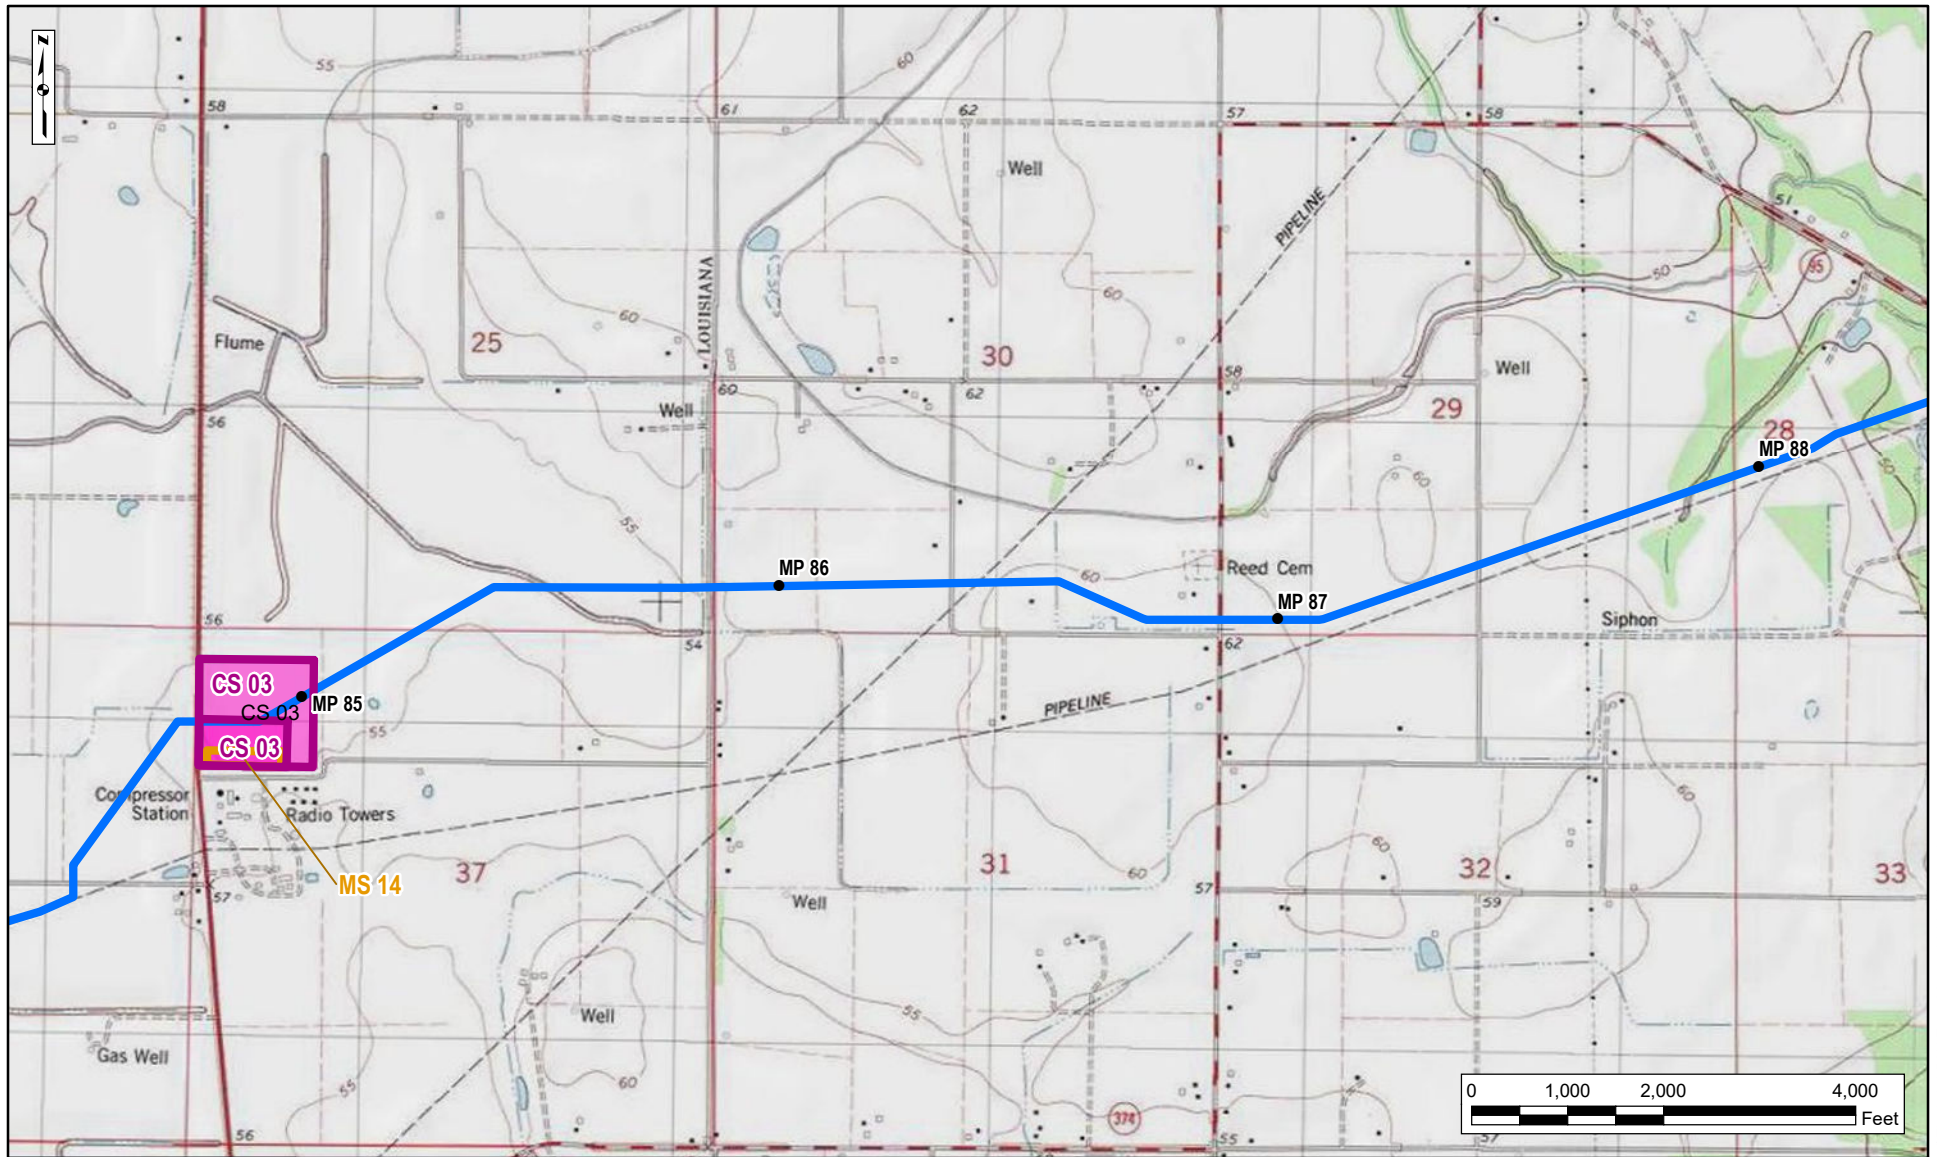 N
55
60
58
61
62
57
58
Well
PIPELINE
51
95
50
LOUISIANA
60
60
Flume
25
30
58
Well
60
62
Well
29
56
28
MP 88
60
50
55
MP 86
Reed Cem
60
MP 87
56
54
62
Siphon
CS 03
MP 85
CS 03
PIPELINE
CS 03
55
Compressor
Station
Radio Towers
60
60
37
31
32
33
MS 14
60
57
57
Well
59
Well
55
Gas Well
55
60
374
56
55
57
0
1,000
2,000
4,000
Feet